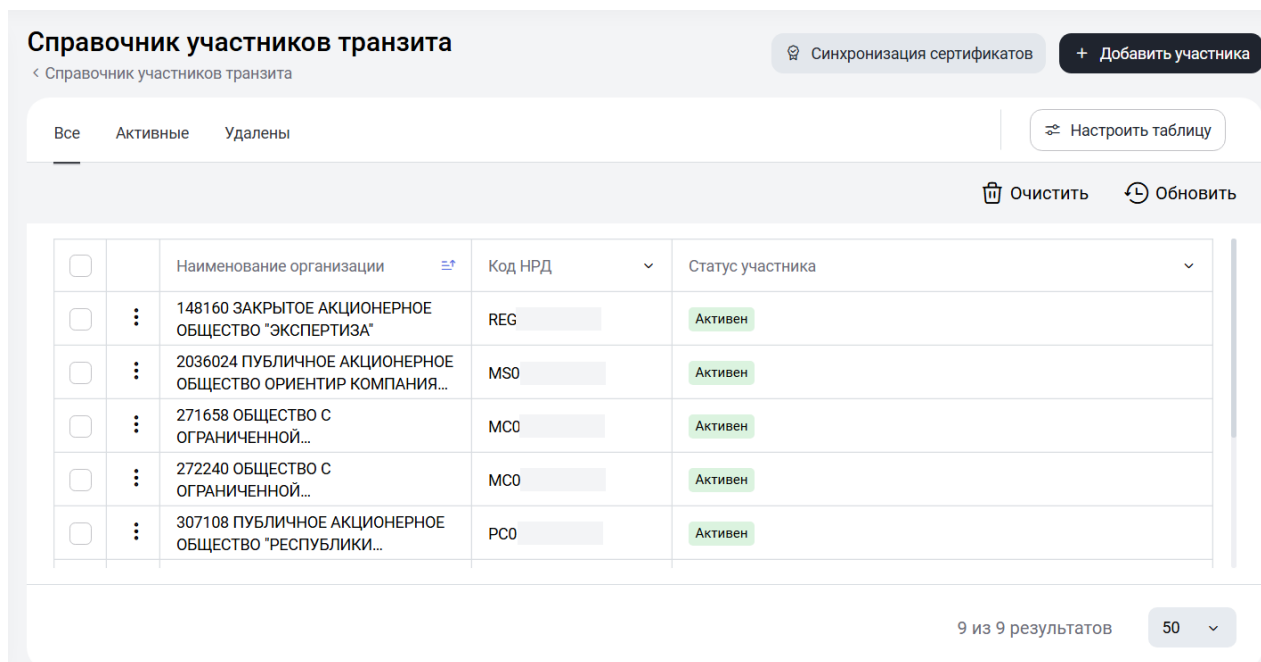 Справочник участников транзита
Синхронизация сертификатов
+ Добавить участника
< Справочник участников транзита
Все Активные Удалены
Настроить таблицу
Очистить Обновить
Наименование организации Код НРД Статус участника
148160 ЗАКРЫТОЕ АКЦИОНЕРНОЕ
ОБЩЕСТВО "ЭКСПЕРТИЗА"
REG
Активен
2036024 ПУБЛИЧНОЕ АКЦИОНЕРНОЕ
ОБЩЕСТВО ОРИЕНТИР КОМПАНИЯ...
MS0
Активен
271658 ОБЩЕСТВО С
ОГРАНИЧЕННОЙ...
MC0
Активен
272240 ОБЩЕСТВО С
ОГРАНИЧЕННОЙ...
MC0
Активен
307108 ПУБЛИЧНОЕ АКЦИОНЕРНОЕ
ОБЩЕСТВО "РЕСПУБЛИКИ...
PC0
Активен
9 из 9 результатов
50